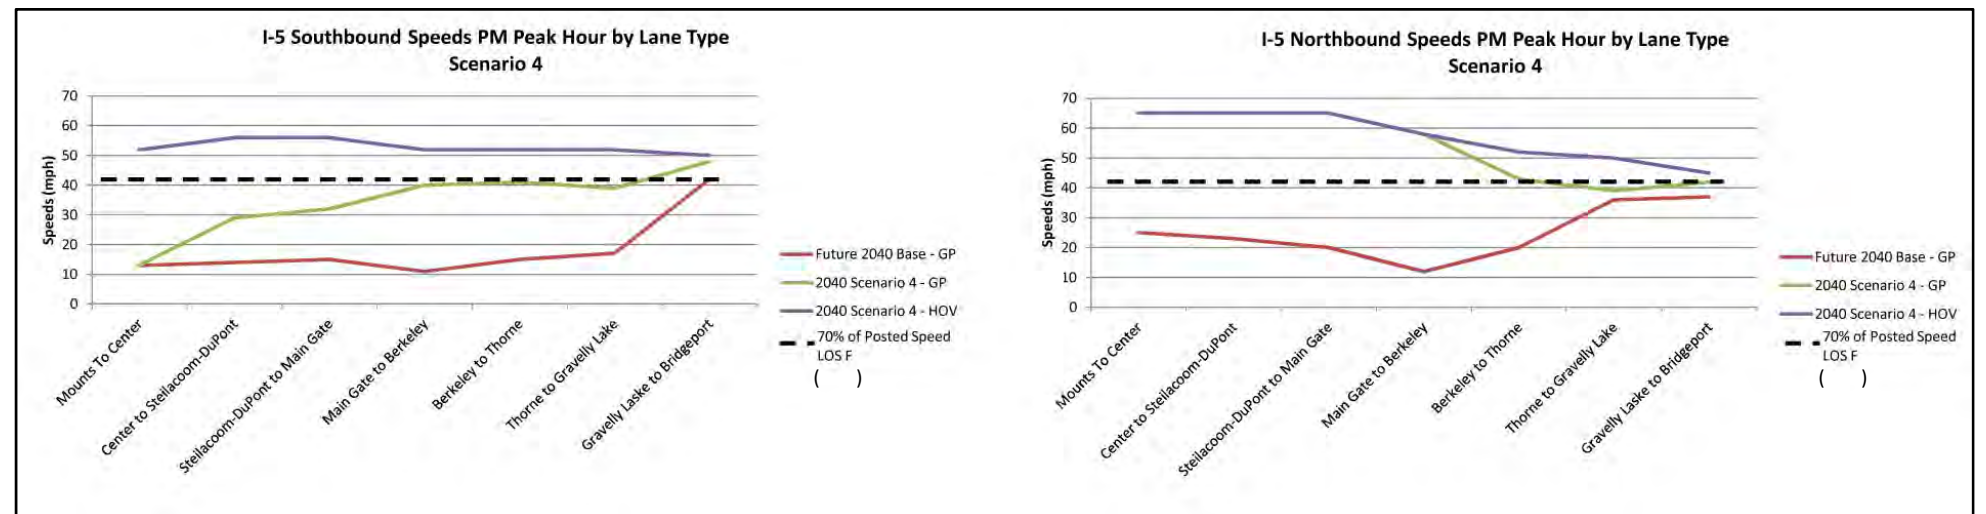 I-5 Southbound Speeds PM Peak Hour by Lane Type
Scenario 4
70
60
50
40
30
20
10
0
Speeds (mph)
Mounts To Center
Center to Steilacoom-DuPont
Steilacoom-DuPont to Main Gate
Main Gate to Berkeley
Berkeley to Thorne
Thorne to Gravelly Lake
Gravelly Laske to Bridgeport
Future 2040 Base - GP
2040 Scenario 4 - GP
2040 Scenario 4 - HOV
70% of Posted Speed
LOS F
( )
I-5 Northbound Speeds PM Peak Hour by Lane Type
Scenario 4
70
60
50
40
30
20
10
0
Speeds (mph)
Mounts To Center
Center to Steilacoom-DuPont
Steilacoom-DuPont to Main Gate
Main Gate to Berkeley
Berkeley to Thorne
Thorne to Gravelly Lake
Gravelly Laske to Bridgeport
Future 2040 Base - GP
2040 Scenario 4 - GP
2040 Scenario 4 - HOV
70% of Posted Speed
LOS F
( )